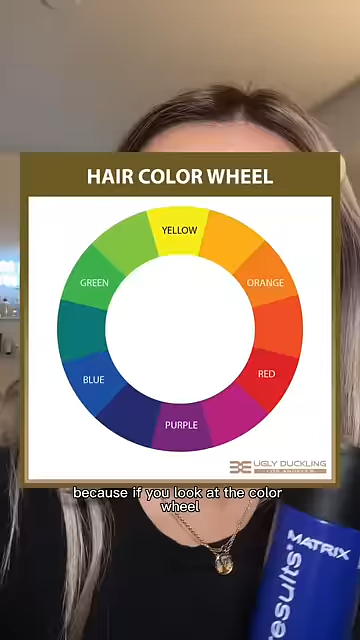 HAIR COLOR WHEEL
YELLOW
GREEN
ORANGE
BLUE
RED
PURPLE
UGLY DUCKLING
because if you look at the color
wheel
MATRIX
results